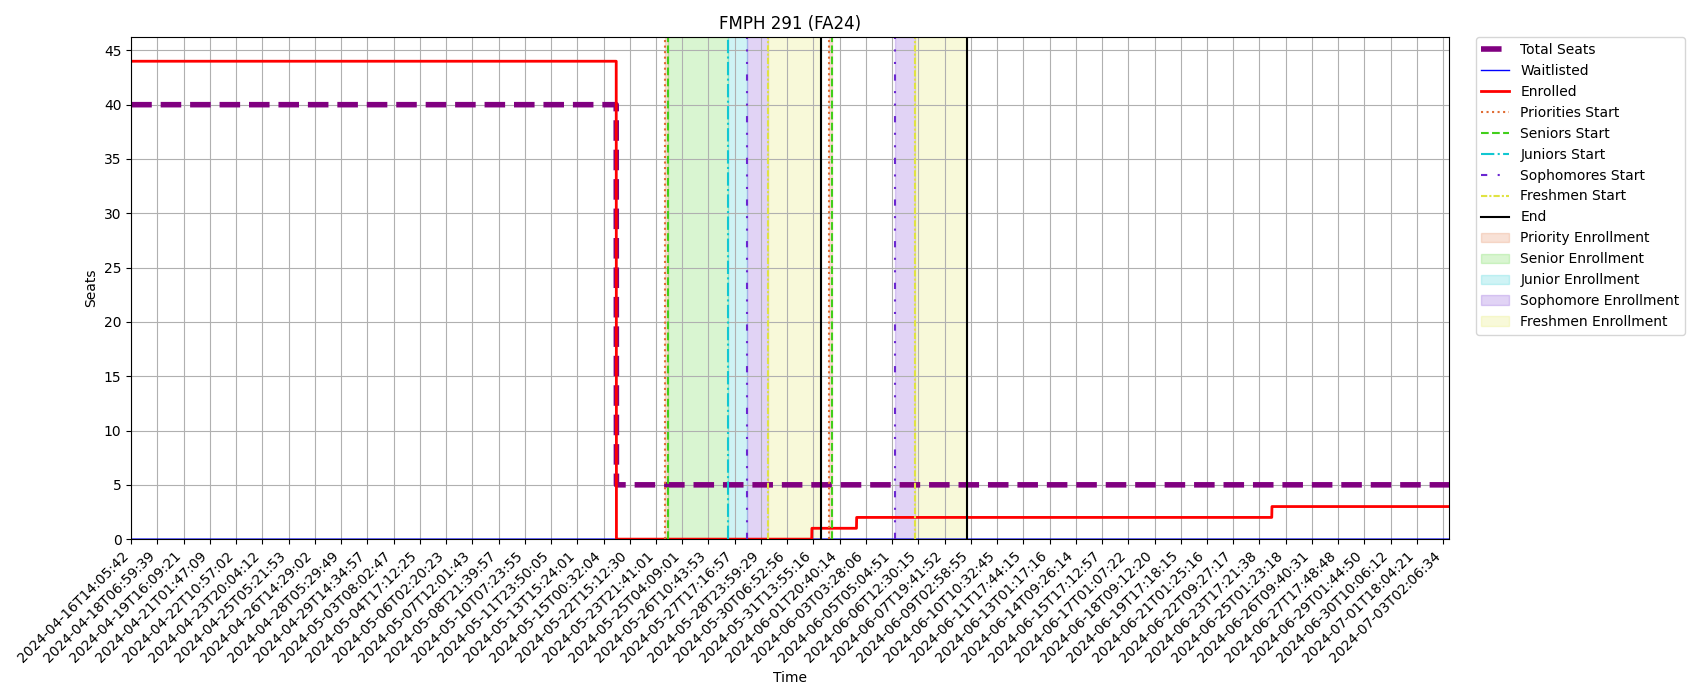 FMPH 291 (FA24)
Seats
45
40
35
30
25
20
15
10
5
0
2024-04-16T14:05:42
2024-04-18T06:59:39
2024-04-19T16:09:21
2024-04-21T01:47:09
2024-04-22T10:57:02
2024-04-23T20:04:12
2024-04-25T05:21:53
2024-04-26T14:29:02
2024-04-28T05:29:49
2024-04-29T14:34:57
2024-05-03T08:02:47
2024-05-04T17:12:25
2024-05-06T02:20:23
2024-05-07T12:01:43
2024-05-08T21:39:57
2024-05-10T07:23:55
2024-05-11T23:50:05
2024-05-13T15:24:01
2024-05-15T00:32:04
2024-05-22T15:12:30
2024-05-23T21:41:01
2024-05-25T04:09:01
2024-05-26T10:43:53
2024-05-27T17:16:57
2024-05-28T23:59:29
2024-05-30T06:52:56
2024-05-31T13:55:16
2024-06-01T20:40:14
2024-06-03T03:28:06
2024-06-05T05:04:51
2024-06-06T12:30:15
2024-06-07T19:41:52
2024-06-09T02:58:55
2024-06-10T10:32:45
2024-06-11T17:44:15
2024-06-13T01:17:16
2024-06-14T09:26:14
2024-06-15T17:12:57
2024-06-17T01:07:22
2024-06-18T09:12:20
2024-06-19T17:18:15
2024-06-21T01:25:16
2024-06-22T09:27:17
2024-06-23T17:21:38
2024-06-25T01:23:18
2024-06-26T09:40:31
2024-06-27T17:48:48
2024-06-29T01:44:50
2024-06-30T10:06:12
2024-07-01T18:04:21
2024-07-03T02:06:34
Time
Total Seats
Waitlisted
Enrolled
Priorities Start
Seniors Start
Juniors Start
Sophomores Start
Freshmen Start
End
Priority Enrollment
Senior Enrollment
Junior Enrollment
Sophomore Enrollment
Freshmen Enrollment